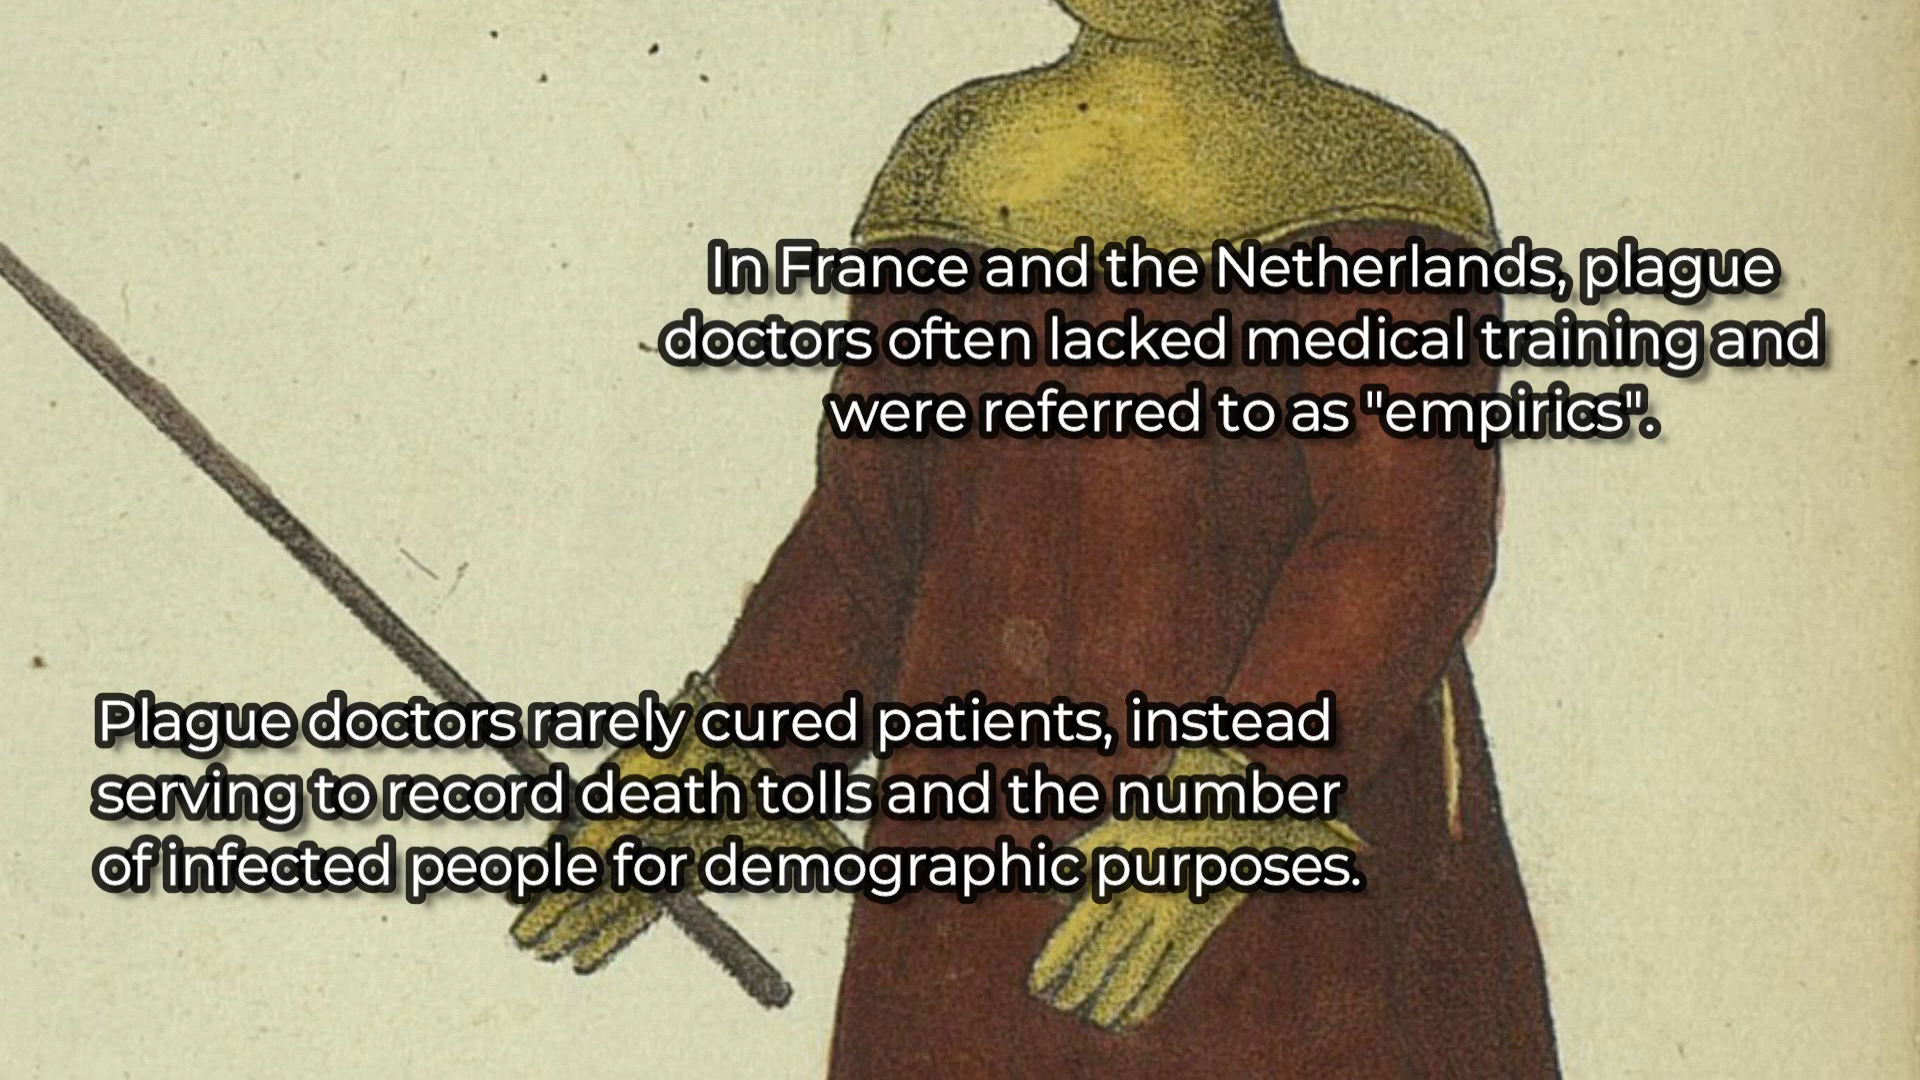 In France and the Netherlands, plague
doctors often lacked medical training and
were referred to as "empirics".
Plague doctors rarely cured patients, instead
serving to record death tolls and the number
of infected people for demographic purposes.